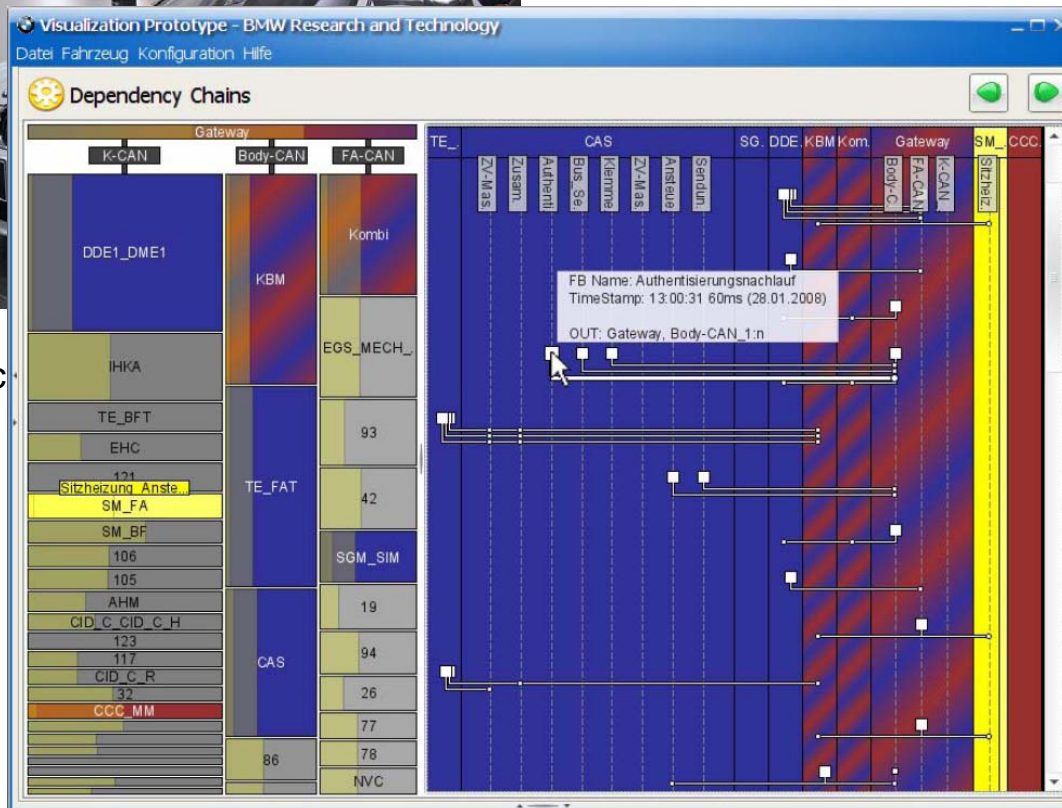 Visualization Prototype - BMW Research and Technology
Datei Fahrzeug Konfiguration Hilfe
Dependency Chains
Gateway
K-CAN
Body-CAN
FA-CAN
DDE1_DME1
IHKA
TE_BFT
EHC
121
Sitzheizung Anste...
SM_FA
SM_BF
106
105
AHM
CID_C_CID_C_H
123
117
CID_C_R
32
CCC_MM
KBM
TE_FAT
CAS
86
Kombi
EGS_MECH_.
93
42
SGM_SIM
19
94
26
77
78
NVC
TE_. CAS SG. DDE. KBM Kom. Gateway SM_. CCC.
ZV-Mas.
Zusam.
Authenti
Bus_Se.
Klemme
ZV-Mas.
Ansteue
Sendun.
Body-C.
FA-CAN
K-CAN
Sitzheiz.
FB Name: Authentisierungsnachlauf
TimeStamp: 13:00:31 60ms (28.01.2008)
OUT: Gateway, Body-CAN_1:n